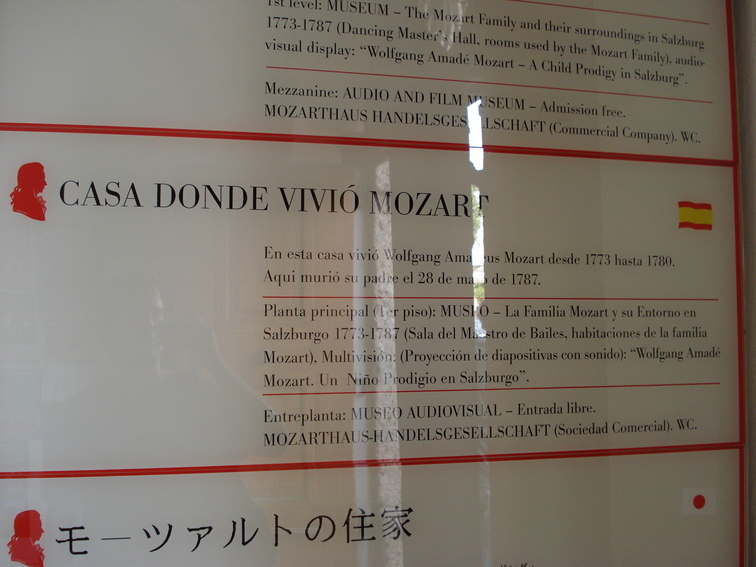 1st level: MUSEUM – The Mozart Family and their surroundings in Salzburg
1773-1787 (Dancing Master's Hall, rooms used by the Mozart Family), audio-
visual display: “Wolfgang Amadé Mozart – A Child Prodigy in Salzburg”.
Mezzanine: AUDIO AND FILM MUSEUM – Admission free.
MOZARTHAUS HANDELSGESELLSCHAFT (Commercial Company). WC.
CASA DONDE VIVIÓ MOZART
En esta casa vivió Wolfgang Amadeus Mozart desde 1773 hasta 1780.
Aqui murió su padre el 28 de mayo de 1787.
Planta principal (1er piso): MUSEO – La Familia Mozart y su Entorno en
Salzburgo 1773-1787 (Sala del Maestro de Bailes, habitaciones de la familia
Mozart), Multivisión: (Proyección de diapositivas con sonido): “Wolfgang Amadé
Mozart. Un Niño Prodigio en Salzburgo”.
Entreplanta: MUSEO AUDIOVISUAL – Entrada libre.
MOZARTHAUS-HANDELSGESELLSCHAFT (Sociedad Comercial). WC.
モーツァルトの住家